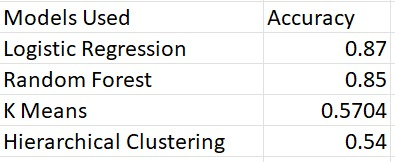 Models Used Accuracy
Logistic Regression 0.87
Random Forest 0.85
K Means 0.5704
Hierarchical Clustering 0.54